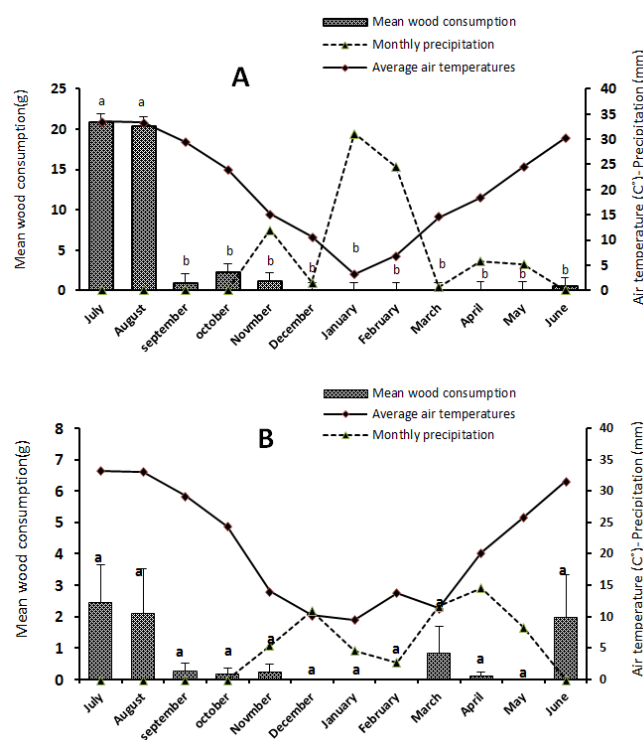 Mean wood consumption
Monthly precipitation
Average air temperatures
A
Mean wood consumption(g)
25
20
15
10
5
0
a a b b b b b b b b b b
40
35
30
25
20
15
10
5
0
Air temperature (C°)- Precipitation (mm)
July August september october Novmber December January February March April May June
Mean wood consumption
Average air temperatures
Monthly precipitation
B
Mean wood consumption(g)
8
7
6
5
4
3
2
1
0
a a a a a a a a a a a a
40
35
30
25
20
15
10
5
0
Air temperature (C°)- Precipitation (mm)
July August september october Novmber December January February March April May June